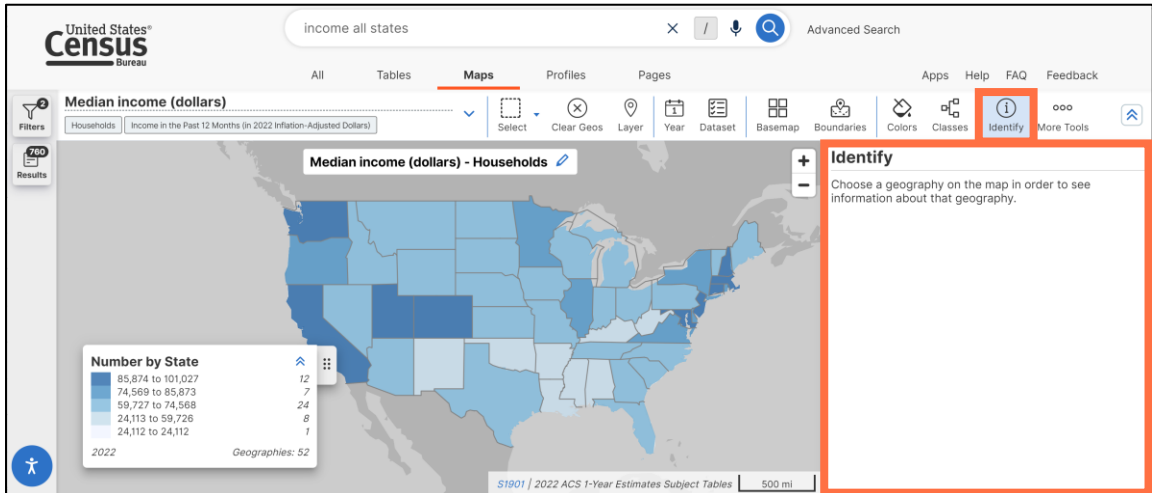 United States®
Census
Bureau
income all states
/
Advanced Search
All
Tables
Maps
Profiles
Pages
Apps
Help
FAQ
Feedback
2
Filters
760
Results
Median income (dollars)
Households
Income in the Past 12 Months (in 2022 Inflation-Adjusted Dollars)
Select
Clear Geos
Layer
1
Year
Dataset
Basemap
Boundaries
Colors
Classes
i
Identify
More Tools
Median income (dollars) - Households
+
−
Identify
Choose a geography on the map in order to see
information about that geography.
Number by State
85,874 to 101,027 12
74,569 to 85,873 7
59,727 to 74,568 24
24,113 to 59,726 8
24,112 to 24,112 1
2022 Geographies: 52
S1901 | 2022 ACS 1-Year Estimates Subject Tables
500 mi